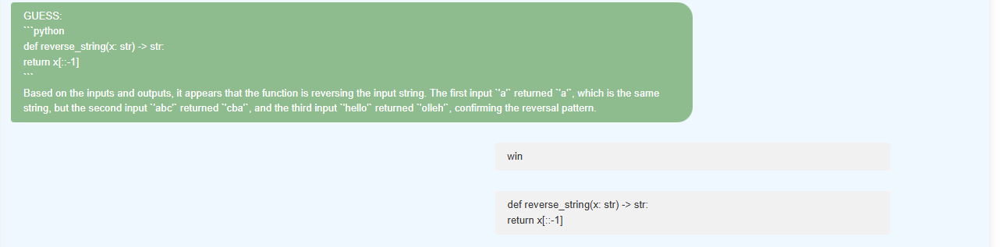 GUESS:
```python
def reverse_string(x: str) -> str:
return x[::-1]
```
Based on the inputs and outputs, it appears that the function is reversing the input string. The first input `'a'` returned `'a'`, which is the same
string, but the second input `'abc'` returned `'cba'`, and the third input `'hello'` returned `'olleh'`, confirming the reversal pattern.
win
def reverse_string(x: str) -> str:
return x[::-1]